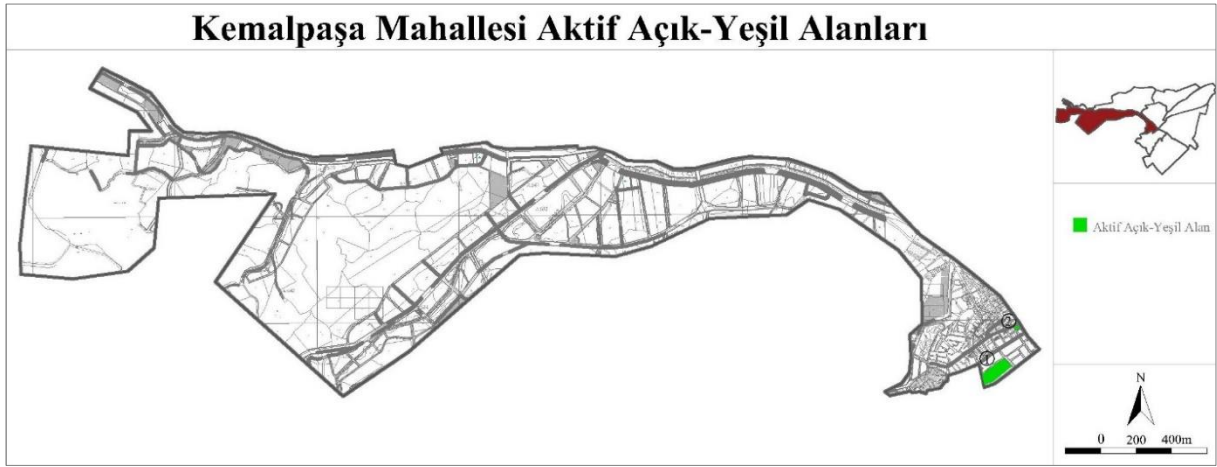 Kemalpaşa Mahallesi Aktif Açık-Yeşil Alanları
2
1
Aktif Açık-Yeşil Alan
N
0 200 400m